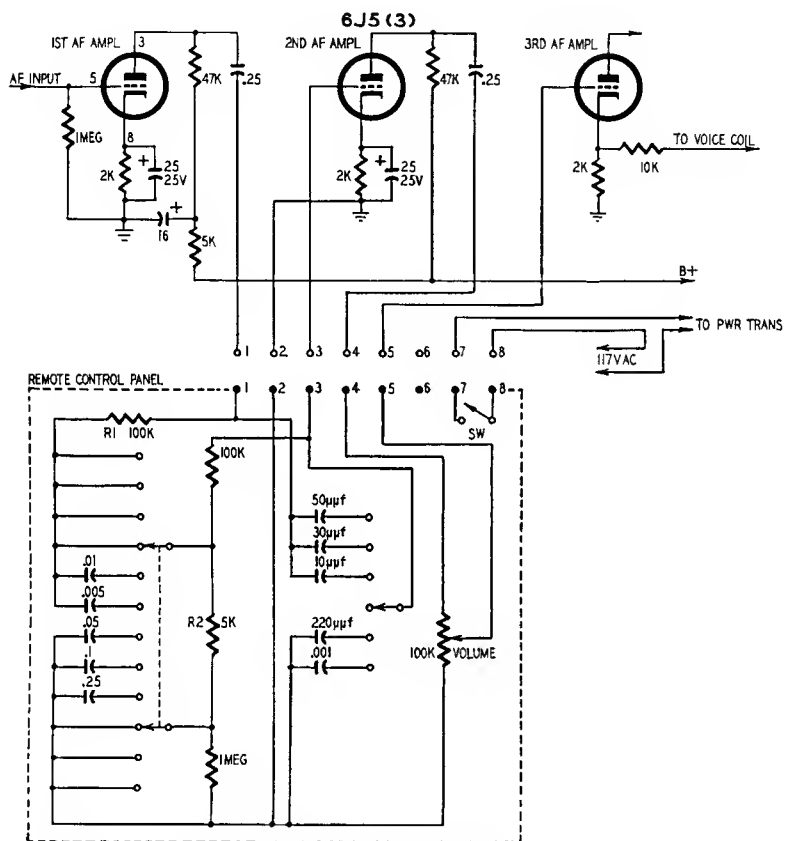 6J5 (3)
1ST AF AMPL
3
2ND AF AMPL
3RD AF AMPL
AF INPUT
5
47K
.25
47K
.25
1MEG
8
2K
+
25
25V
2K
+
25
25V
TO VOICE COIL
2K
10K
16
+
5K
B+
TO PWR TRANS
117VAC
1
2
3
4
5
6
7
8
REMOTE CONTROL PANEL
1
2
3
4
5
6
7
8
SW
R1 100K
100K
50μμf
30μμf
10μμf
.01
.005
.05
.1
.25
R2
5K
220μμf
.001
100K
VOLUME
1MEG